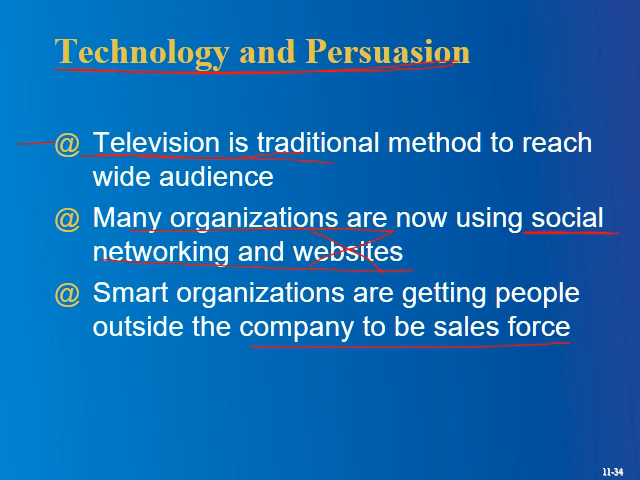 Technology and Persuasion
@ Television is traditional method to reach
wide audience
@ Many organizations are now using social
networking and websites
@ Smart organizations are getting people
outside the company to be sales force
11-34